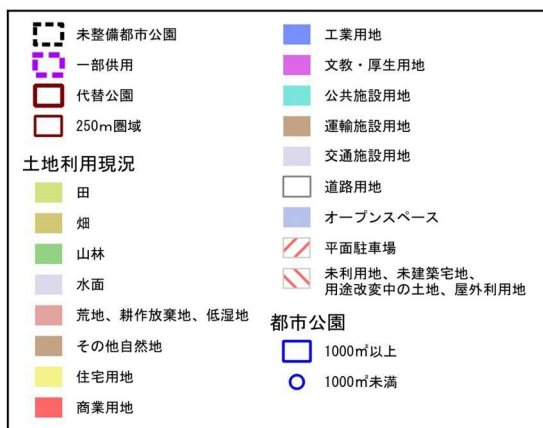 未整備都市公園
一部供用
代替公園
250m圏域
土地利用現況
田
畑
山林
水面
荒地、耕作放棄地、低湿地
その他自然地
住宅用地
商業用地
工業用地
文教・厚生用地
公共施設用地
運輸施設用地
交通施設用地
道路用地
オープンスペース
平面駐車場
未利用地、未建築宅地、
用途改変中の土地、屋外利用地
都市公園
1000㎡以上
1000㎡未満